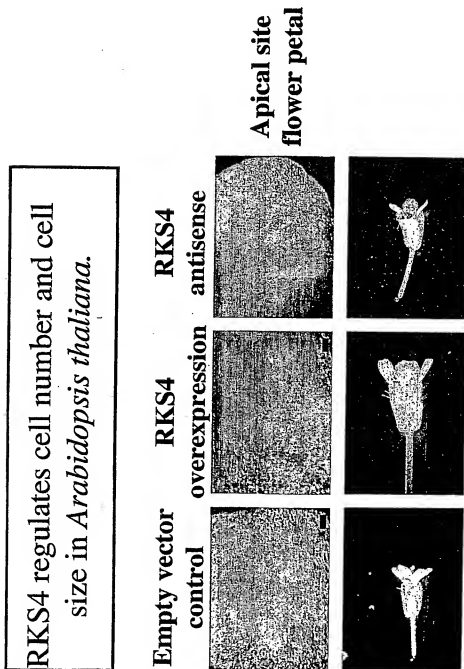 RKS4 regulates cell number and cell
size in Arabidopsis thaliana.
Empty vector
control
RKS4
overexpression
RKS4
antisense
Apical site
flower petal